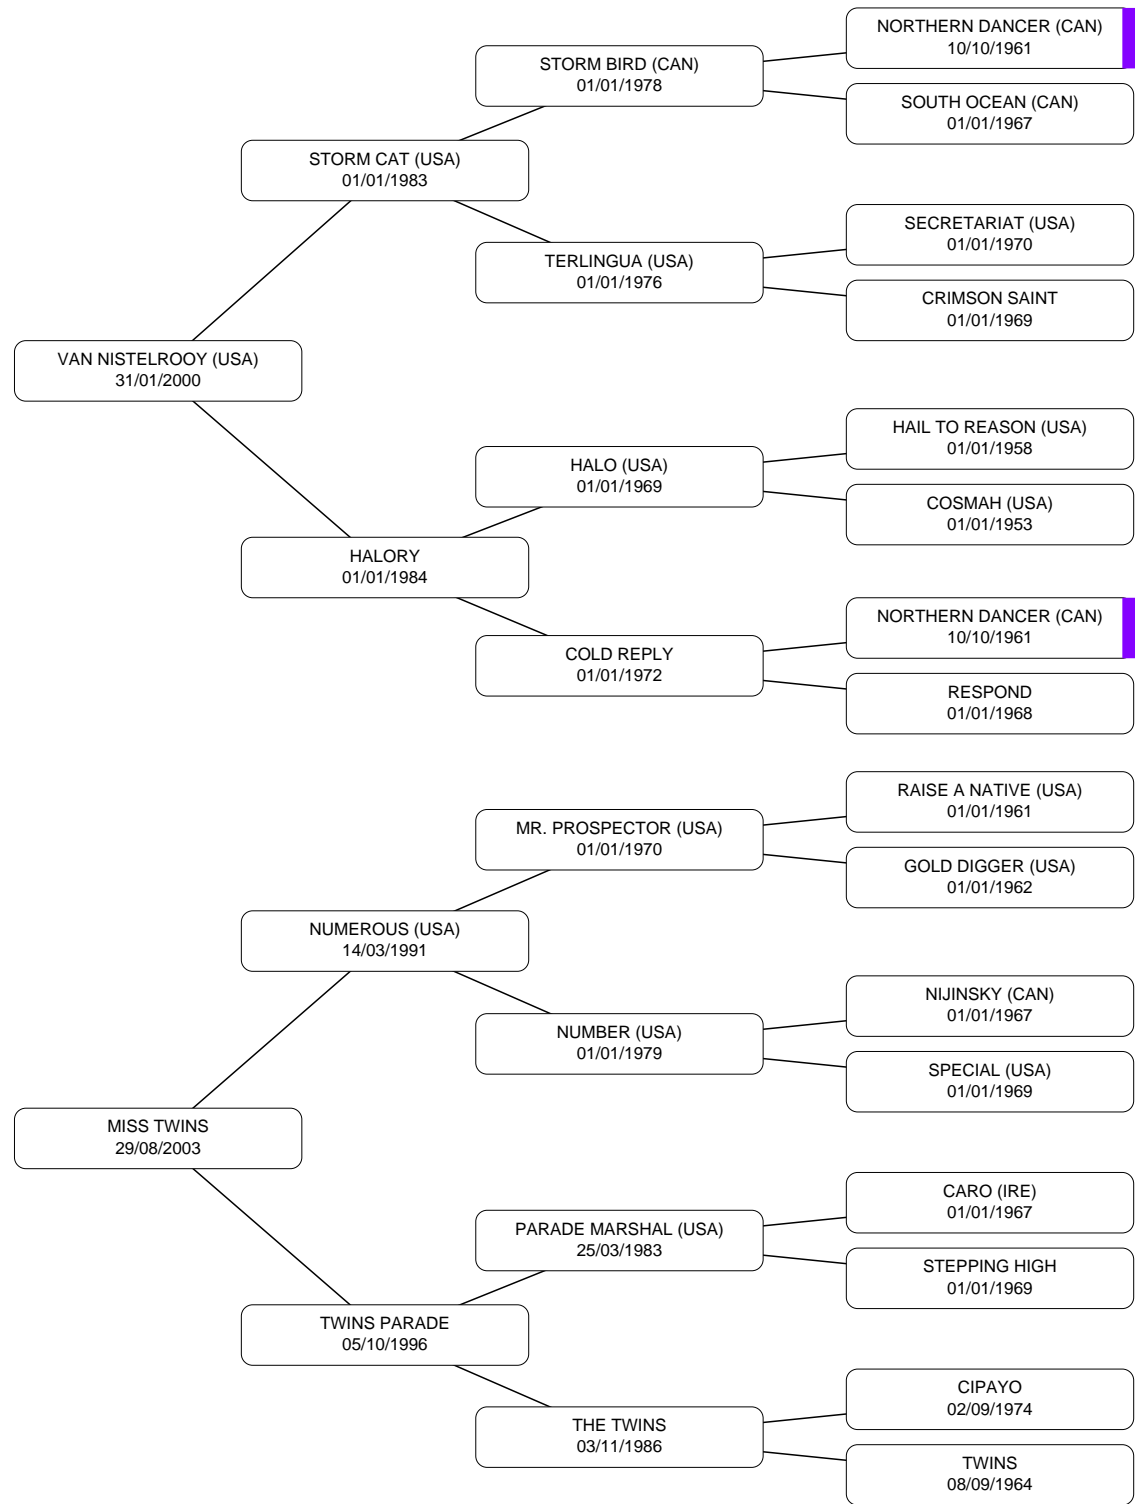 NORTHERN DANCER (CAN)
10/10/1961
STORM BIRD (CAN)
01/01/1978
SOUTH OCEAN (CAN)
01/01/1967
STORM CAT (USA)
01/01/1983
SECRETARIAT (USA)
01/01/1970
TERLINGUA (USA)
01/01/1976
CRIMSON SAINT
01/01/1969
VAN NISTELROOY (USA)
31/01/2000
HAIL TO REASON (USA)
01/01/1958
HALO (USA)
01/01/1969
COSMAH (USA)
01/01/1953
HALORY
01/01/1984
NORTHERN DANCER (CAN)
10/10/1961
COLD REPLY
01/01/1972
RESPOND
01/01/1968
RAISE A NATIVE (USA)
01/01/1961
MR. PROSPECTOR (USA)
01/01/1970
GOLD DIGGER (USA)
01/01/1962
NUMEROUS (USA)
14/03/1991
NIJINSKY (CAN)
01/01/1967
NUMBER (USA)
01/01/1979
SPECIAL (USA)
01/01/1969
MISS TWINS
29/08/2003
CARO (IRE)
01/01/1967
PARADE MARSHAL (USA)
25/03/1983
STEPPING HIGH
01/01/1969
TWINS PARADE
05/10/1996
CIPAYO
02/09/1974
THE TWINS
03/11/1986
TWINS
08/09/1964